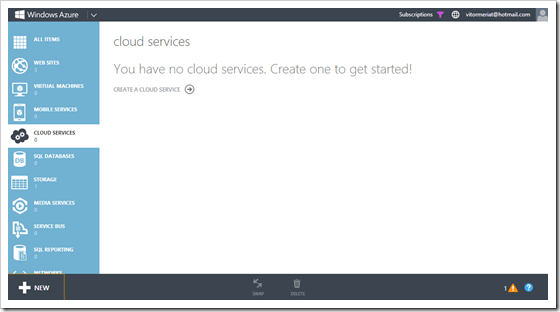 Windows Azure
Subscriptions
vitormeriat@hotmail.com
ALL ITEMS
WEB SITES
VIRTUAL MACHINES
MOBILE SERVICES
0
CLOUD SERVICES
0
SQL DATABASES
0
STORAGE
1
MEDIA SERVICES
0
SERVICE BUS
0
SQL REPORTING
0
NETWORKS
cloud services
You have no cloud services. Create one to get started!
CREATE A CLOUD SERVICE
NEW
SWAP
DELETE
1